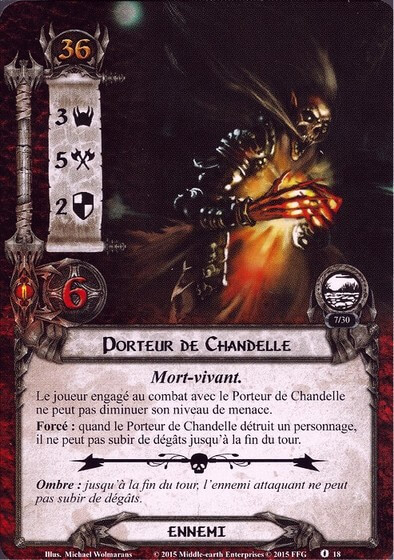 36
3
5
2
6
7/30
PORTEUR DE CHANDELLE
Mort-vivant.
Le joueur engagé au combat avec le Porteur de Chandelle
ne peut pas diminuer son niveau de menace.
Forcé : quand le Porteur de Chandelle détruit un personnage,
il ne peut pas subir de dégâts jusqu'à la fin du tour.
Ombre : jusqu'à la fin du tour, l'ennemi attaquant ne peut
pas subir de dégâts.
ENNEMI
Illus. Michael Wolmarans © 2015 Middle-earth Enterprises © 2015 FFG 18